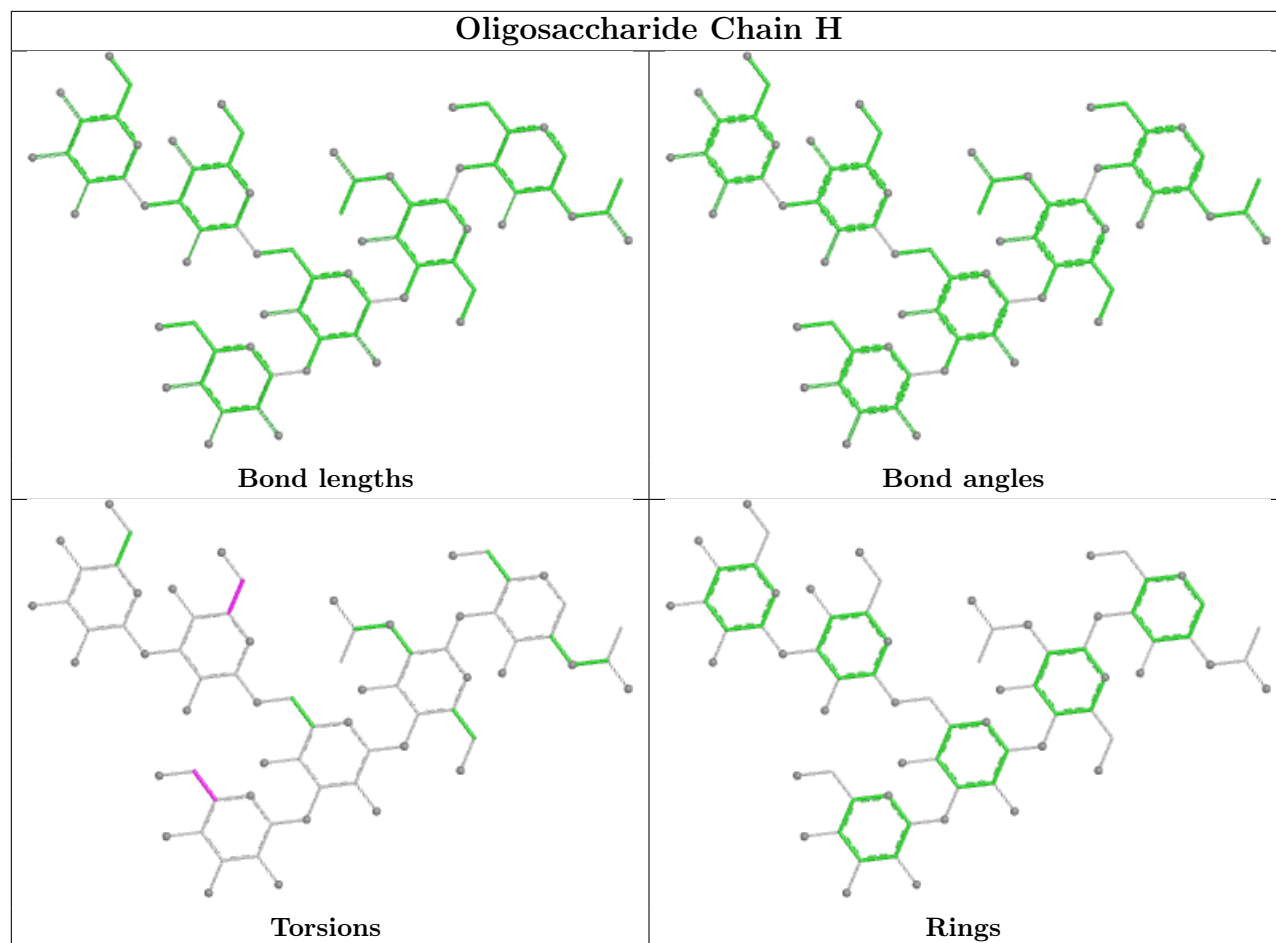 Oligosaccharide Chain H
Bond lengths
Bond angles
Torsions
Rings